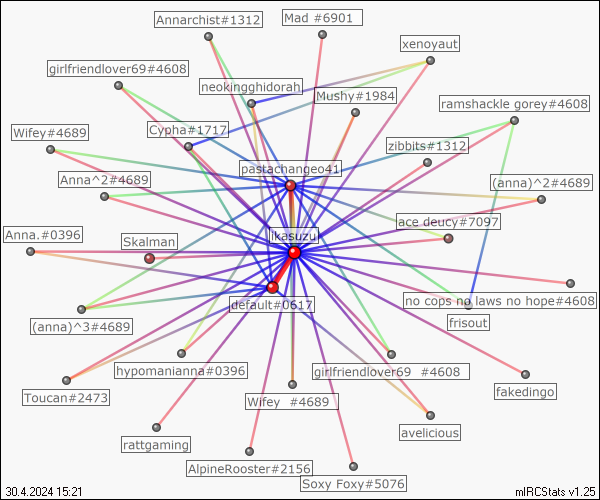 Annarchist#1312
Mad #6901
xenoyaut
girlfriendlover69#4608
neokingghidorah
Mushy#1984
ramshackle gorey#4608
Wifey#4689
Cypha#1717
zibbits#1312
pastachangeo41
Anna^2#4689
(anna)^2#4689
ace deucy#7097
jikasuzu
Anna.#0396
Skalman
default#0617
no cops no laws no hope#4608
(anna)^3#4689
frisout
hypomanianna#0396
girlfriendlover69 #4608
Toucan#2473
Wifey #4689
fakedingo
avelicious
rattgaming
AlpineRooster#2156
Soxy Foxy#5076
30.4.2024 15:21
mIRCStats v1.25